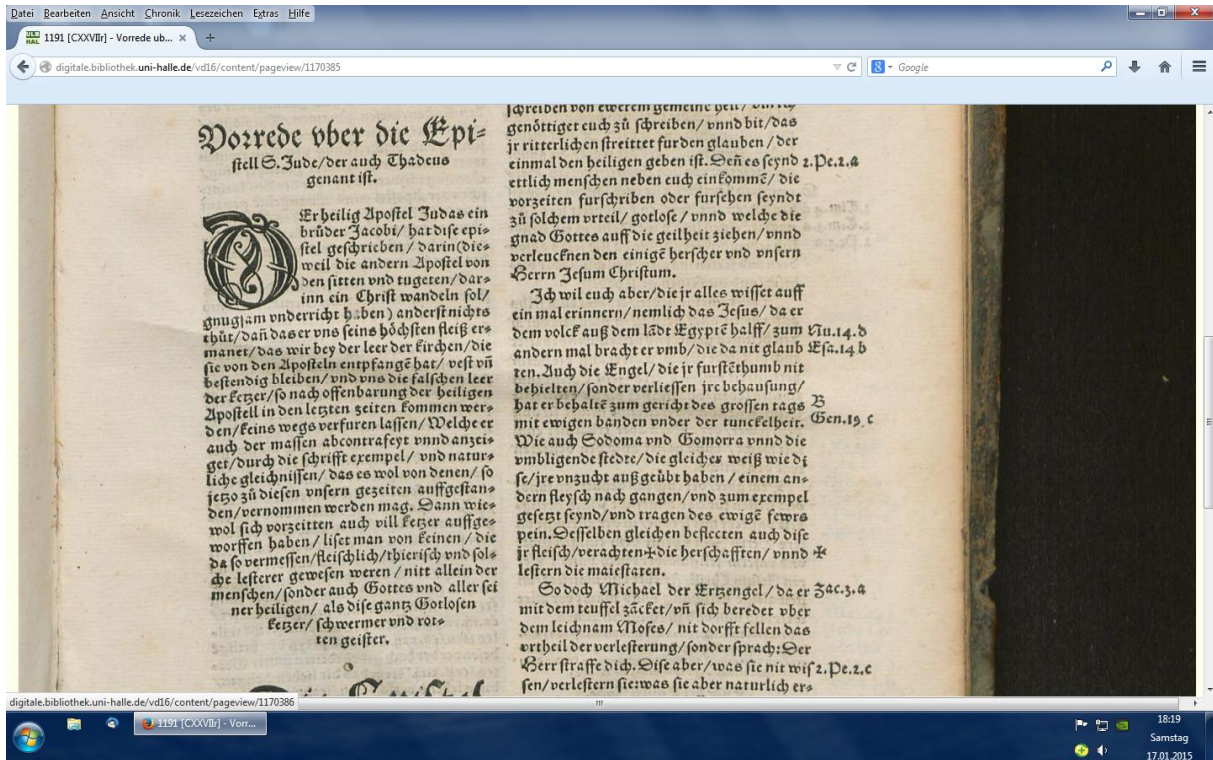 Datei Bearbeiten Ansicht Chronik Lesezeichen Extras Hilfe
1191 [CXXVIIr] - Vorrede ub...
digitale.bibliothek.uni-halle.de/vd16/content/pageview/1170385
Google
Vorrede vber die Epi=
stell S. Jude/der auch Thadeus
genant ist.
DEr heilig Apostel Judas ein
brůder Jacobi/ hat dise epi=
stel geschrieben/ darin(die=
weil die andern Apostel von
den sitten vnd tugeten/dar=
inn ein Christ wandeln sol/
gnugsam vnderricht haben) anderst nichts
thůt/dañ das er vns seins höchsten fleiß er=
manet/das wir bey der leer der kirchen/die
sie von den Aposteln entpfangē hat/ vest vñ
bestendig bleiben/vnd vns die falschen leer
der ketzer/so nach offenbarung der heiligen
Apostell in den letzten zeiten kommen wer=
den/keins wegs verfuren lassen/Welche er
auch der massen abcontrafeyt vnnd anzei=
get/durch die schrifft exempel/ vnd natur=
liche gleichnissen/ das es wol von denen/ so
jetzo zů diesen vnsern gezeiten auffgestan=
den/vernommen werden mag. Dann wie=
wol sich vorzeitten auch vill ketzer auffge=
worffen haben/ liset man von keinen / die
da so vermessen/fleischlich/thierisch vnd sol=
che lesterer gewesen weren / nitt allein der
menschen/sonder auch Gottes vnd aller sei
ner heiligen/ als dise gantz Gotlosen
ketzer/ schwermer vnd rot=
ten geister.
Die Epistel
schreiben von ewerem gemeine heil/
genöttiget euch zů schreiben/ vnnd bit/das
jr ritterlichen streittet fur den glauben / der
einmal den heiligen geben ist. Deñ es seynd 2.Pe.2.a
ettlich menschen neben euch einkommē/ die
vorzeiten furschriben oder fursehen seyndt
zů solchem vrteil/ gotlose / vnnd welche die
gnad Gottes auff die geilheit ziehen/ vnnd
verleucknen den einigē herscher vnd vnsern
Herrn Jesum Christum.
Ich wil euch aber/die jr alles wisset auff
ein mal erinnern/ nemlich das Jesus/ da er
dem volck auß dem lādt Egyptē halff/ zum Nu.14.d
andern mal bracht er vmb/die da nit glaub Esa.14 b
ten. Auch die Engel/die jr furstēthumb nit
behielten/sonder verliessen jre behausung/
hat er behaltē zum gericht des grossen tags B
mit ewigen banden vnder der tunckelheit. Gen.19 c
Wie auch Sodoma vnd Gomorra vnnd die
vmbligende stedte/die gleicher weiß wie di
se/jre vnzucht außgeübt haben / einem an=
dern fleysch nach gangen/vnd zum exempel
gesetzt seynd/vnd tragen des ewigē fewrs
pein. Desselben gleichen beflecten auch dise
jr fleisch/verachten ✠ die herschafften/ vnnd ✠
lestern die maiestaten.
So doch Michael der Ertzengel/da er Zac.3.a
mit dem teuffel zäcket/vñ sich beredet vber
dem leichnam Moses/ nit dorfft fellen das
vrtheil der verlesterung/sonder sprach: Der
Herr straffe dich. Dise aber/was sie nit wis 2.Pe.2.c
sen/verlestern sie:was sie aber naturlich er=
digitale.bibliothek.uni-halle.de/vd16/content/pageview/1170386
1191 [CXXVIIr] - Vorr...
18:19
Samstag
17.01.2015